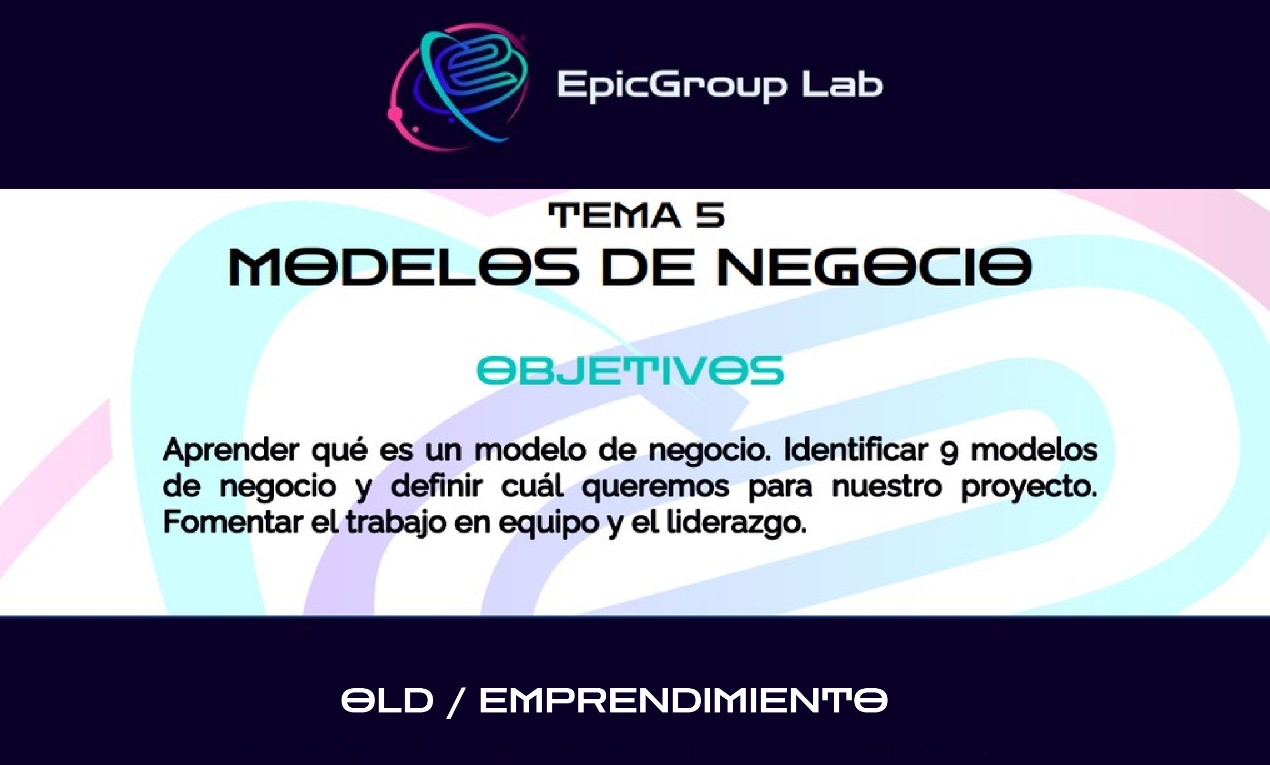 EpicGroup Lab
TEMA 5
MODELOS DE NEGOCIO
OBJETIVOS
Aprender qué es un modelo de negocio. Identificar 9 modelos
de negocio y definir cuál queremos para nuestro proyecto.
Fomentar el trabajo en equipo y el liderazgo.
OLD / EMPRENDIMIENTO